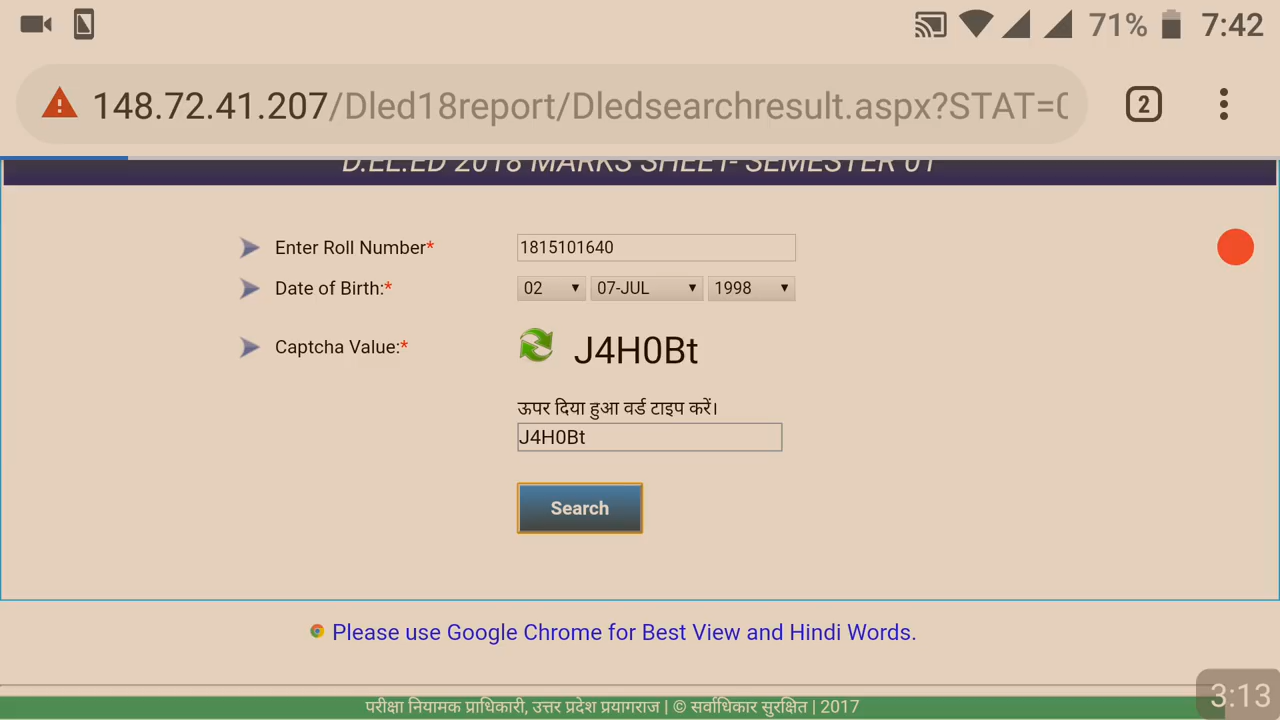 71% 7:42
148.72.41.207/Dled18report/Dledsearchresult.aspx?STAT=0
2
D.EL.ED 2018 MARKS SHEET- SEMESTER 01
Enter Roll Number* 1815101640
Date of Birth:* 02 07-JUL 1998
Captcha Value:* J4H0Bt
ऊपर दिया हुआ वर्ड टाइप करें।
J4H0Bt
Search
Please use Google Chrome for Best View and Hindi Words.
परीक्षा नियामक प्राधिकारी, उत्तर प्रदेश प्रयागराज | © सर्वाधिकार सुरक्षित | 2017
3:13